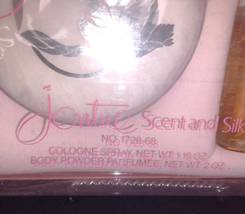 Jontue Scent and Silk
NO. 1728-68
COLOGNE SPRAY, NET WT. 1.15 OZ.
BODY POWDER PARFUMEE, NET WT. 2 OZ.